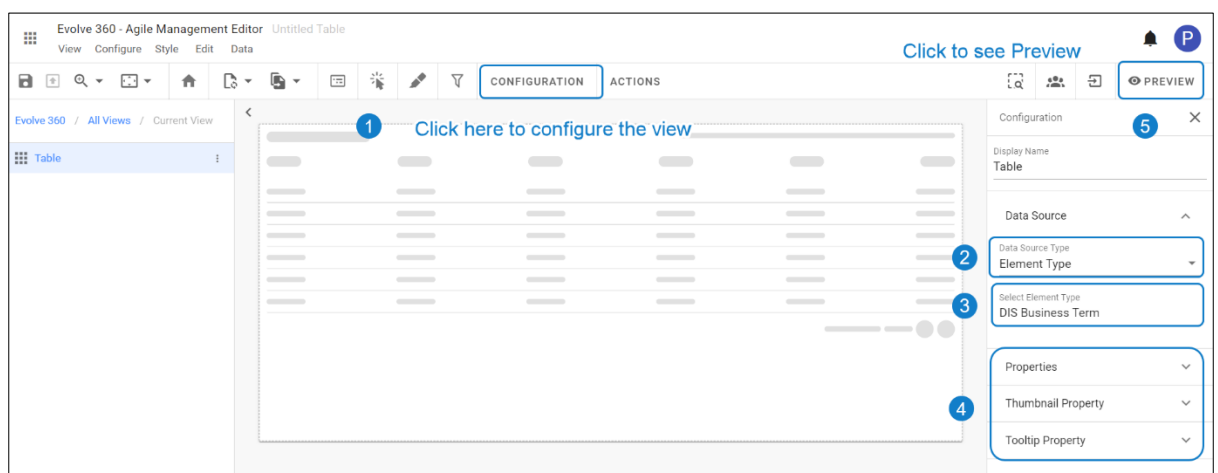 Evolve 360 - Agile Management Editor Untitled Table
View Configure Style Edit Data
P
Click to see Preview
CONFIGURATION ACTIONS
PREVIEW
Evolve 360 / All Views / Current View
1 Click here to configure the view
Configuration
5
Display Name
Table
Table
Data Source
2
Data Source Type
Element Type
3
Select Element Type
DIS Business Term
Properties
4
Thumbnail Property
Tooltip Property